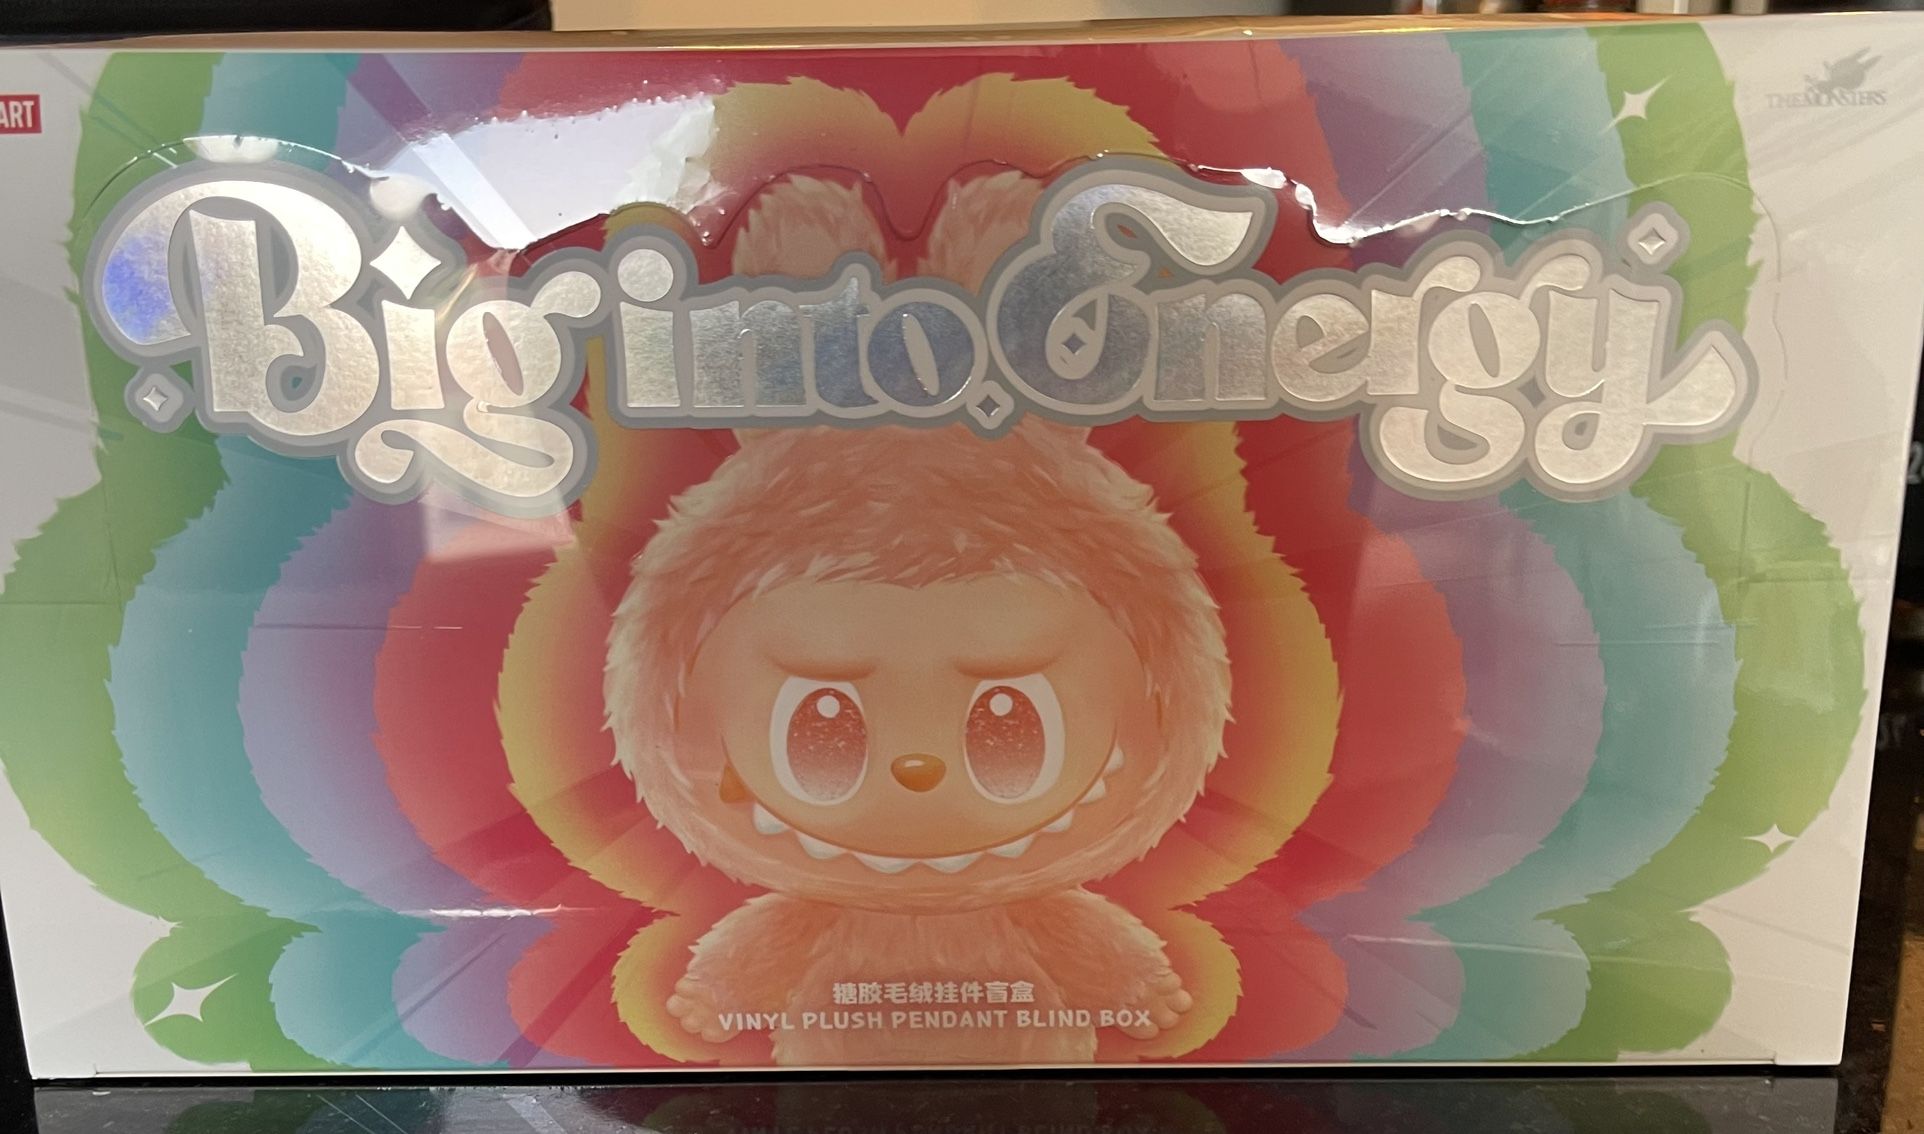 ART
THE MONSTERS
Big into Energy
搪胶毛绒挂件盲盒
VINYL PLUSH PENDANT BLIND BOX